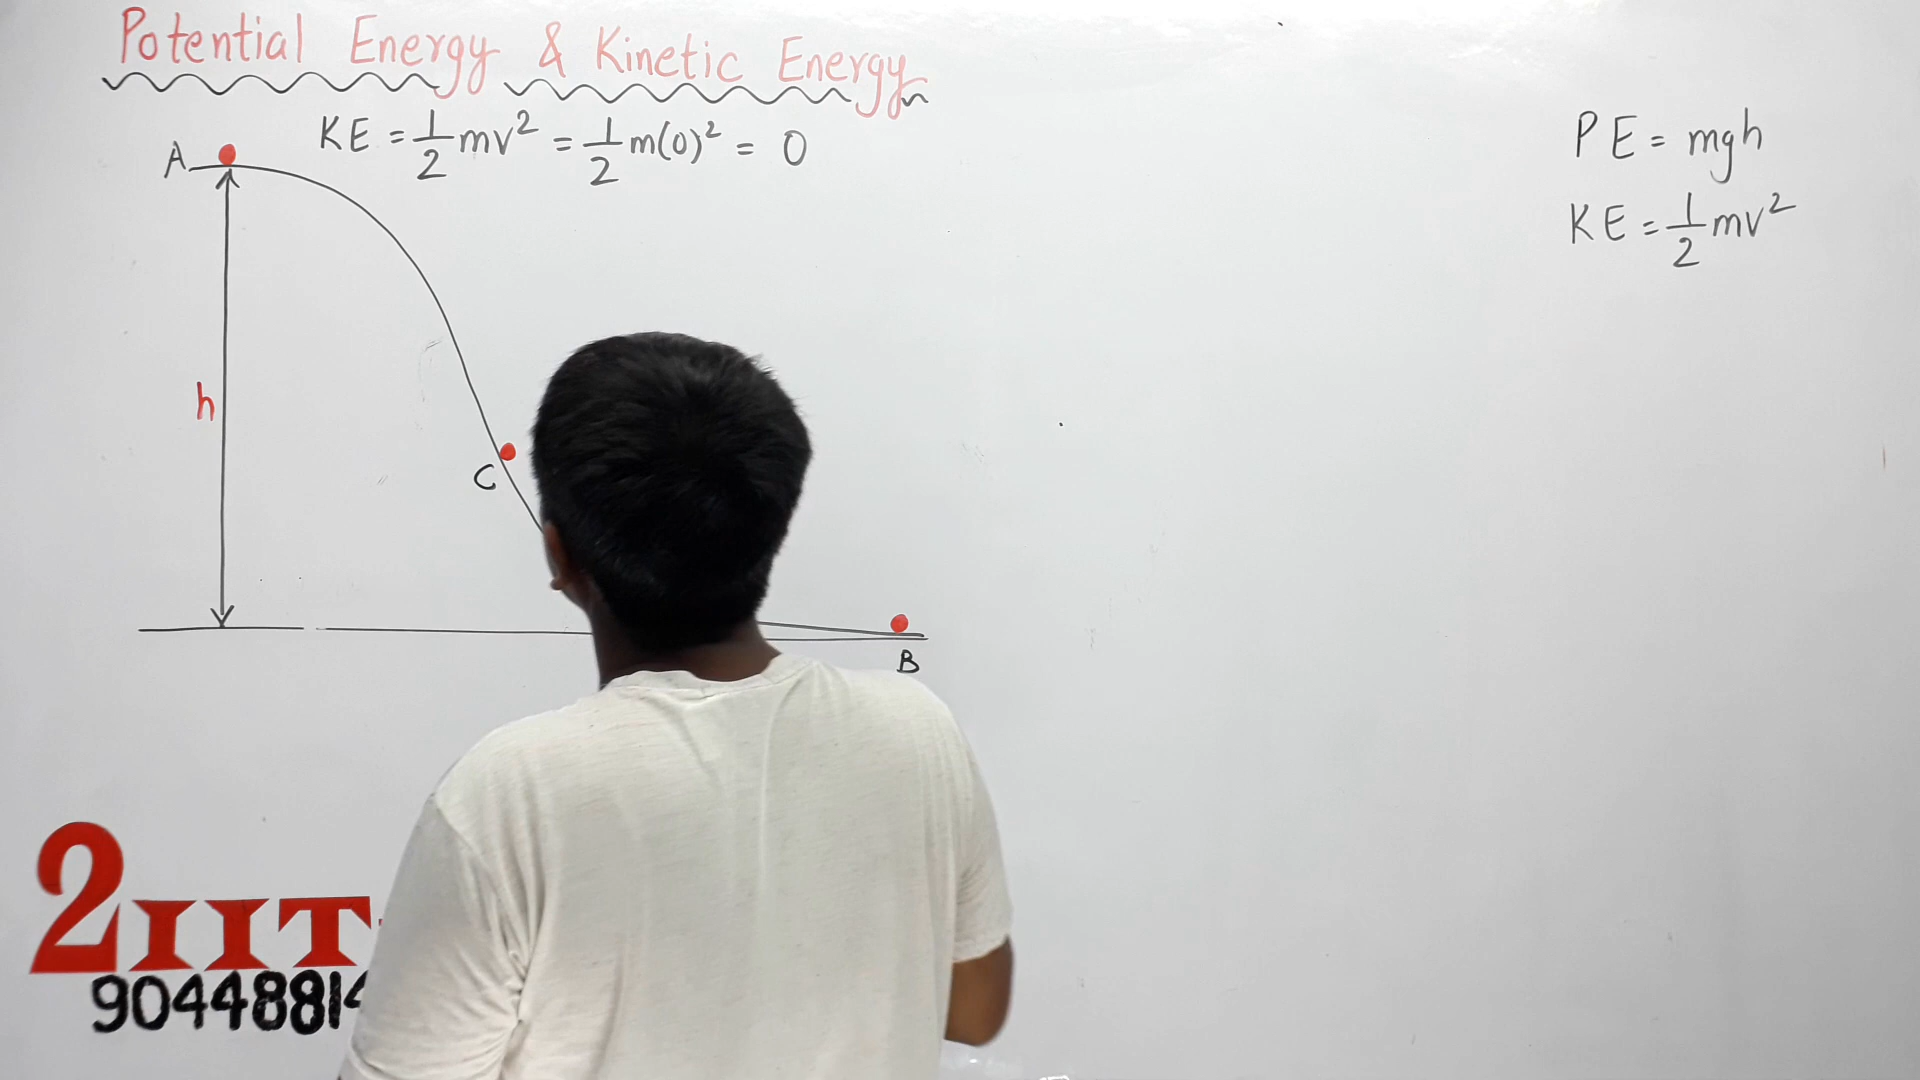 Potential Energy & Kinetic Energy
KE = 1/2 mv² = 1/2 m(0)² = 0
PE = mgh
KE = 1/2 mv²
A
h
C
B
2IIT
9044881